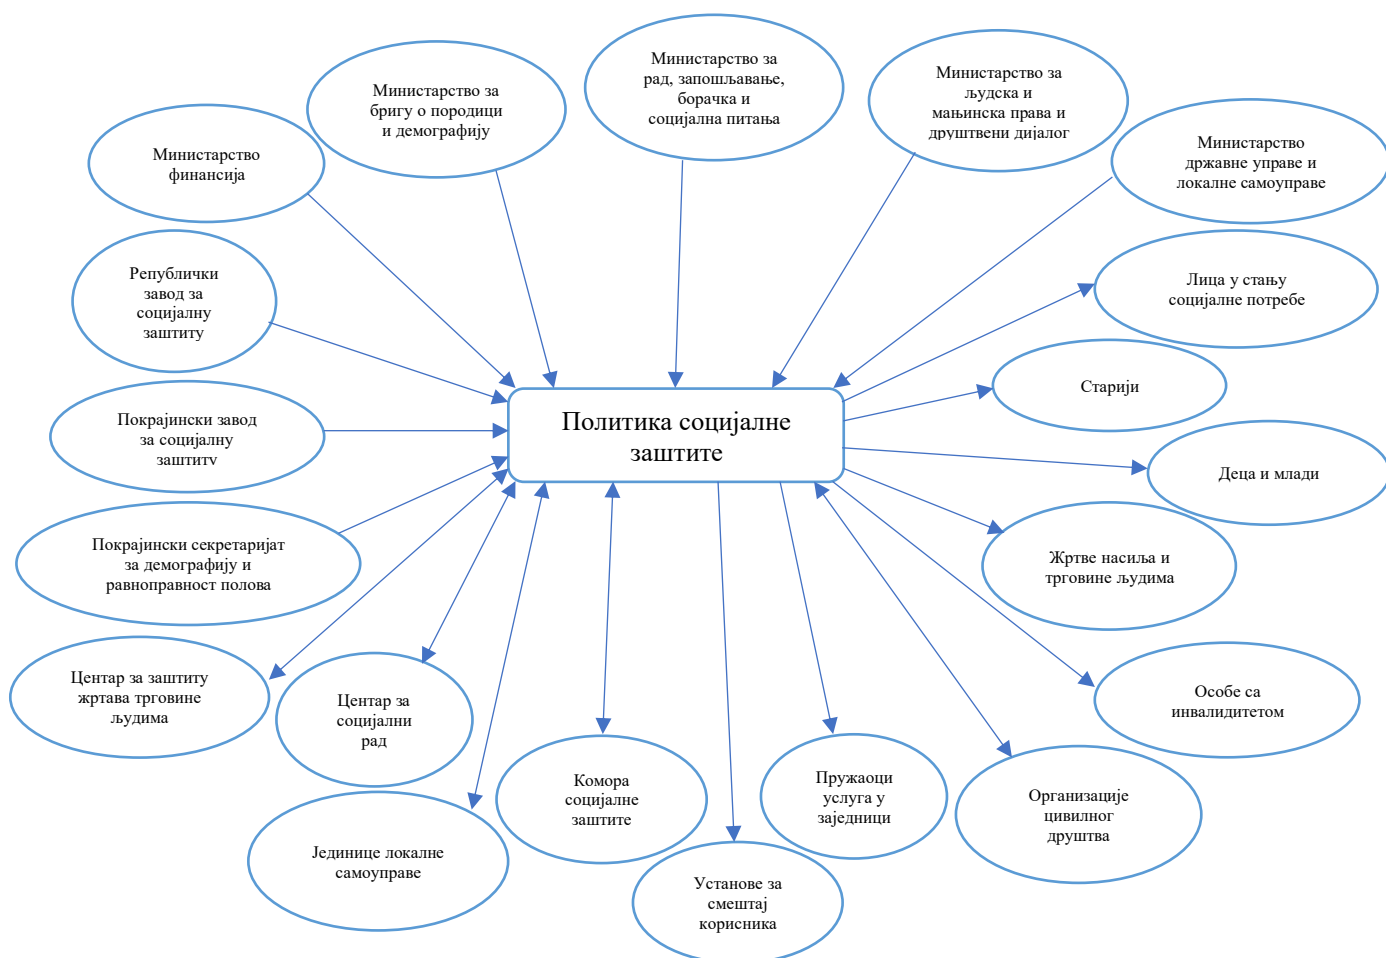 Министарство за
рад, запошљавање,
борачка и
социјална питања
Министарство за
бригу о породици
и демографију
Министарство за
људска и
мањинска права и
друштвени дијалог
Министарство
финансија
Министарство
државне управе и
локалне самоуправе
Републички
завод за
социјалну
заштиту
Лица у стању
социјалне потребе
Старији
Покрајински завод
за социјалну
заштиту
Политика социјалне
заштите
Деца и млади
Покрајински секретаријат
за демографију и
равноправност полова
Жртве насиља и
трговине људима
Центар за заштиту
жртава трговине
људима
Центар за
социјални
рад
Особе са
инвалидитетом
Комора
социјалне
заштите
Пружаоци
услуга у
заједници
Организације
цивилног
друштва
Јединице локалне
самоуправе
Установе за
смештај
корисника